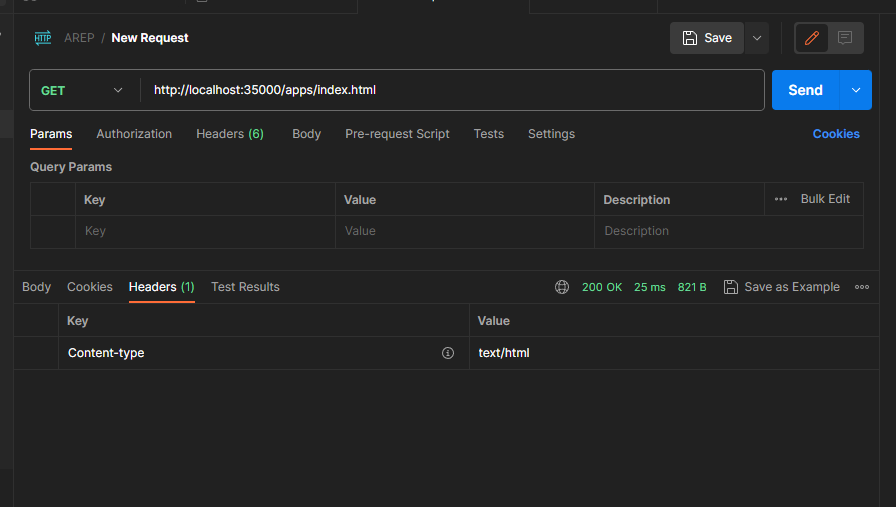 HTTP AREP / New Request Save
GET http://localhost:35000/apps/index.html Send
Params Authorization Headers (6) Body Pre-request Script Tests Settings Cookies
Query Params
Key Value Description Bulk Edit
Key Value Description
Body Cookies Headers (1) Test Results 200 OK 25 ms 821 B Save as Example
Key Value
Content-type text/html